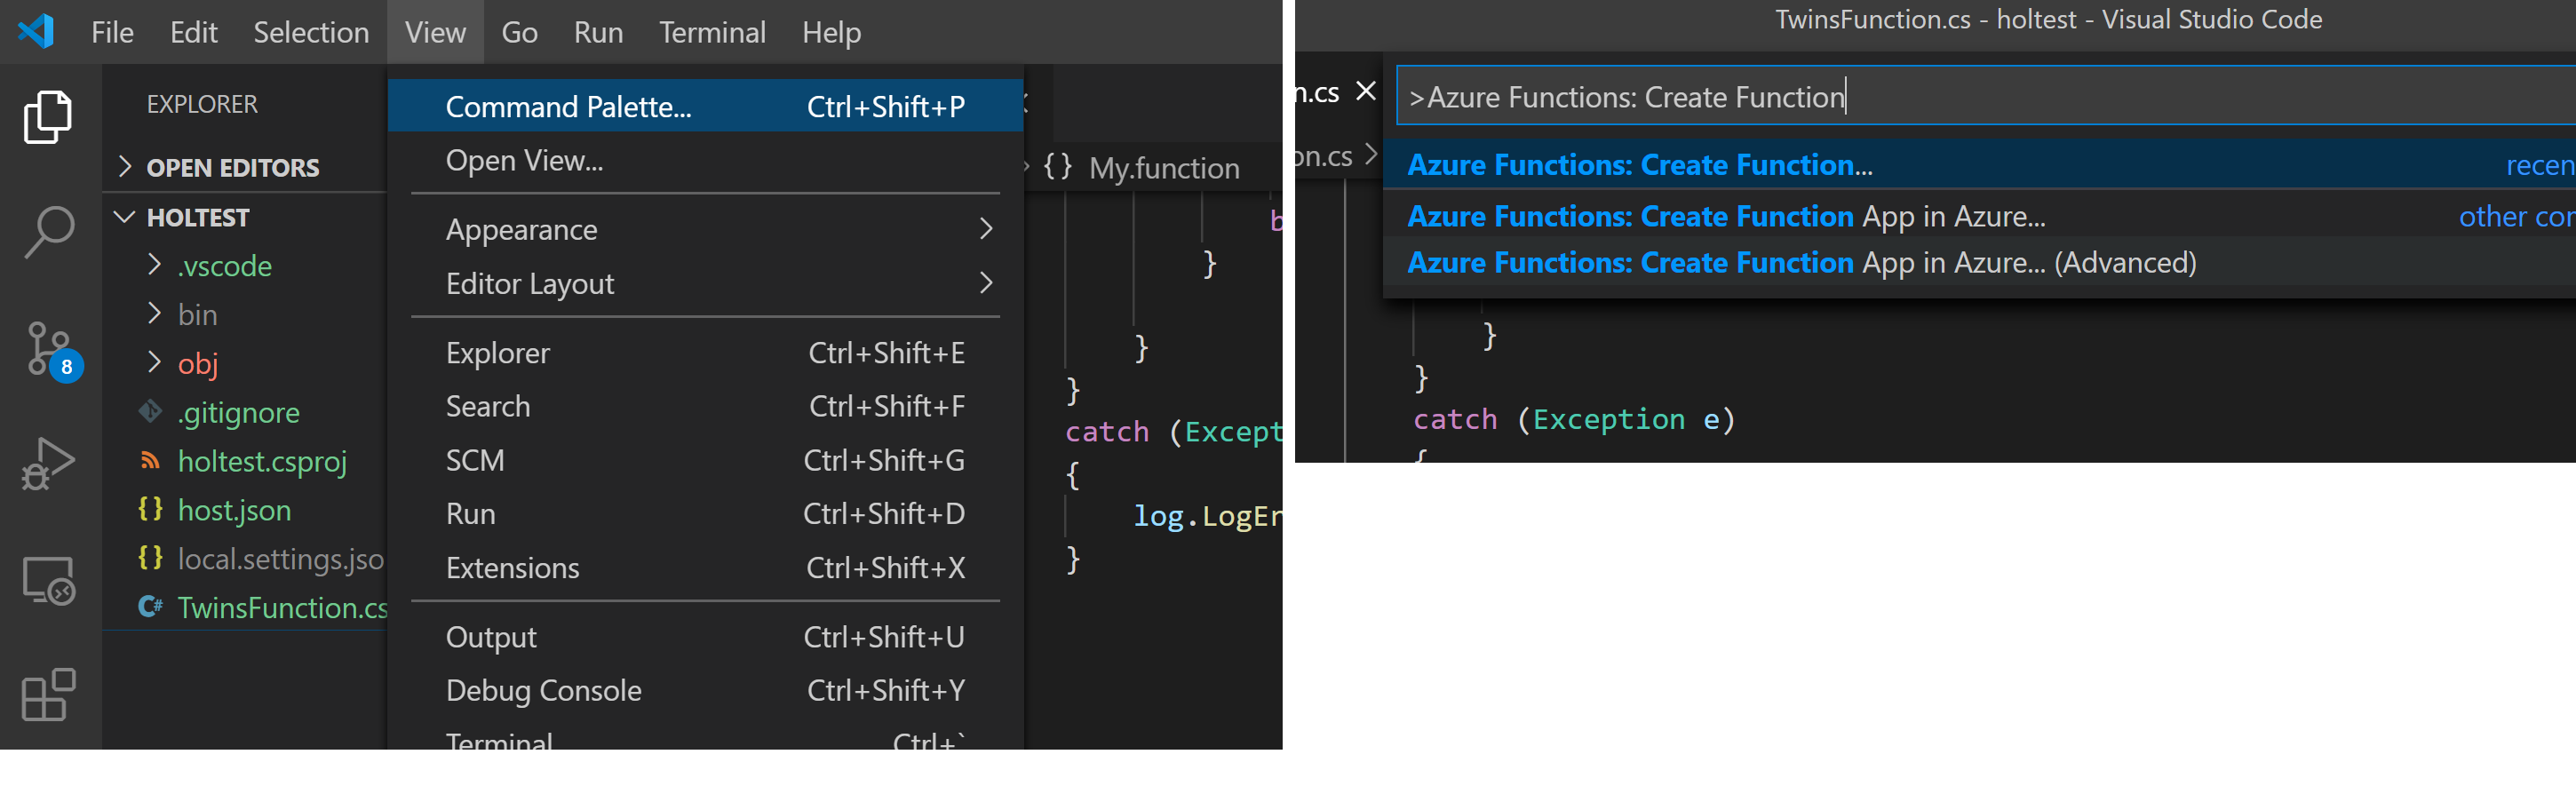 File Edit Selection View Go Run Terminal Help
EXPLORER
OPEN EDITORS
HOLTEST
.vscode
bin
obj
8
.gitignore
holtest.csproj
host.json
local.settings.jso
TwinsFunction.cs
Command Palette... Ctrl+Shift+P
Open View...
Appearance
Editor Layout
Explorer Ctrl+Shift+E
Search Ctrl+Shift+F
SCM Ctrl+Shift+G
Run Ctrl+Shift+D
Extensions Ctrl+Shift+X
Output Ctrl+Shift+U
Debug Console Ctrl+Shift+Y
Terminal Ctrl+`
{} My.function
b
}
}
}
catch (Except
{
log.LogEr
}
TwinsFunction.cs - holtest - Visual Studio Code
n.cs
>Azure Functions: Create Function
on.cs
Azure Functions: Create Function... recen
Azure Functions: Create Function App in Azure... other co
Azure Functions: Create Function App in Azure... (Advanced)
}
}
catch (Exception e)
{